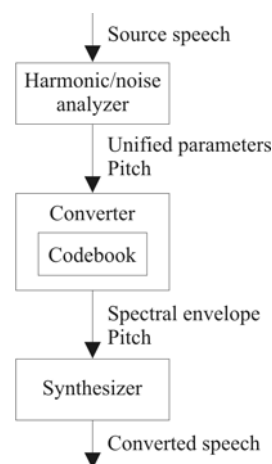 Source speech
Harmonic/noise
analyzer
Unified parameters
Pitch
Converter
Codebook
Spectral envelope
Pitch
Synthesizer
Converted speech